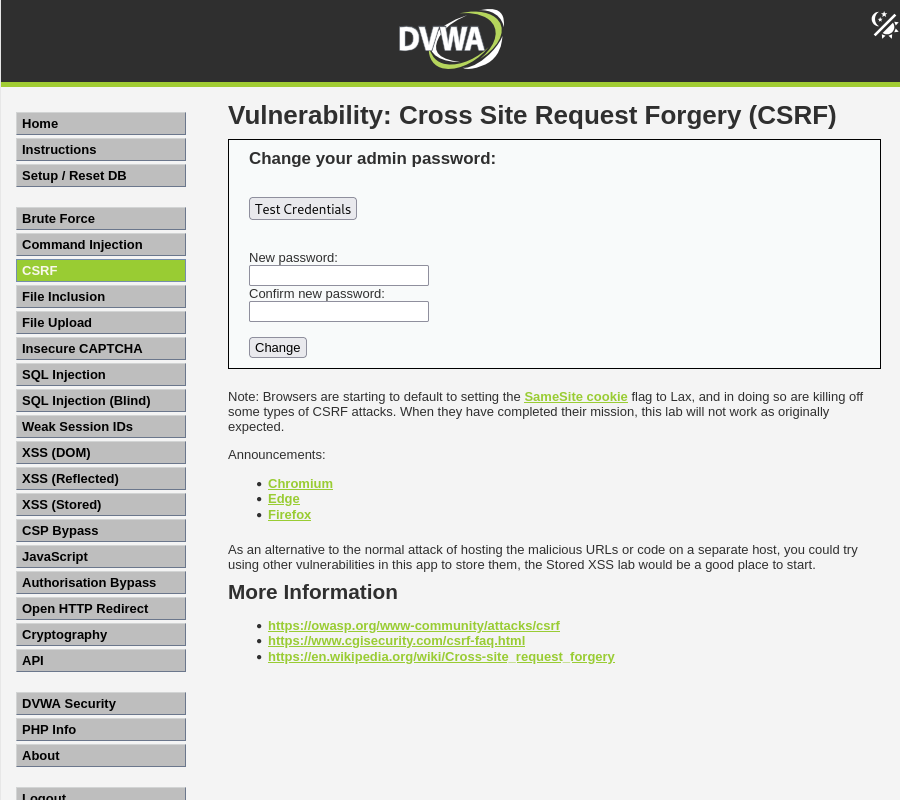 DVWA
Home
Instructions
Setup / Reset DB
Brute Force
Command Injection
CSRF
File Inclusion
File Upload
Insecure CAPTCHA
SQL Injection
SQL Injection (Blind)
Weak Session IDs
XSS (DOM)
XSS (Reflected)
XSS (Stored)
CSP Bypass
JavaScript
Authorisation Bypass
Open HTTP Redirect
Cryptography
API
DVWA Security
PHP Info
About
Logout
Vulnerability: Cross Site Request Forgery (CSRF)
Change your admin password:
Test Credentials
New password:
Confirm new password:
Change
Note: Browsers are starting to default to setting the SameSite cookie flag to Lax, and in doing so are killing off
some types of CSRF attacks. When they have completed their mission, this lab will not work as originally
expected.
Announcements:
Chromium
Edge
Firefox
As an alternative to the normal attack of hosting the malicious URLs or code on a separate host, you could try
using other vulnerabilities in this app to store them, the Stored XSS lab would be a good place to start.
More Information
https://owasp.org/www-community/attacks/csrf
https://www.cgisecurity.com/csrf-faq.html
https://en.wikipedia.org/wiki/Cross-site_request_forgery